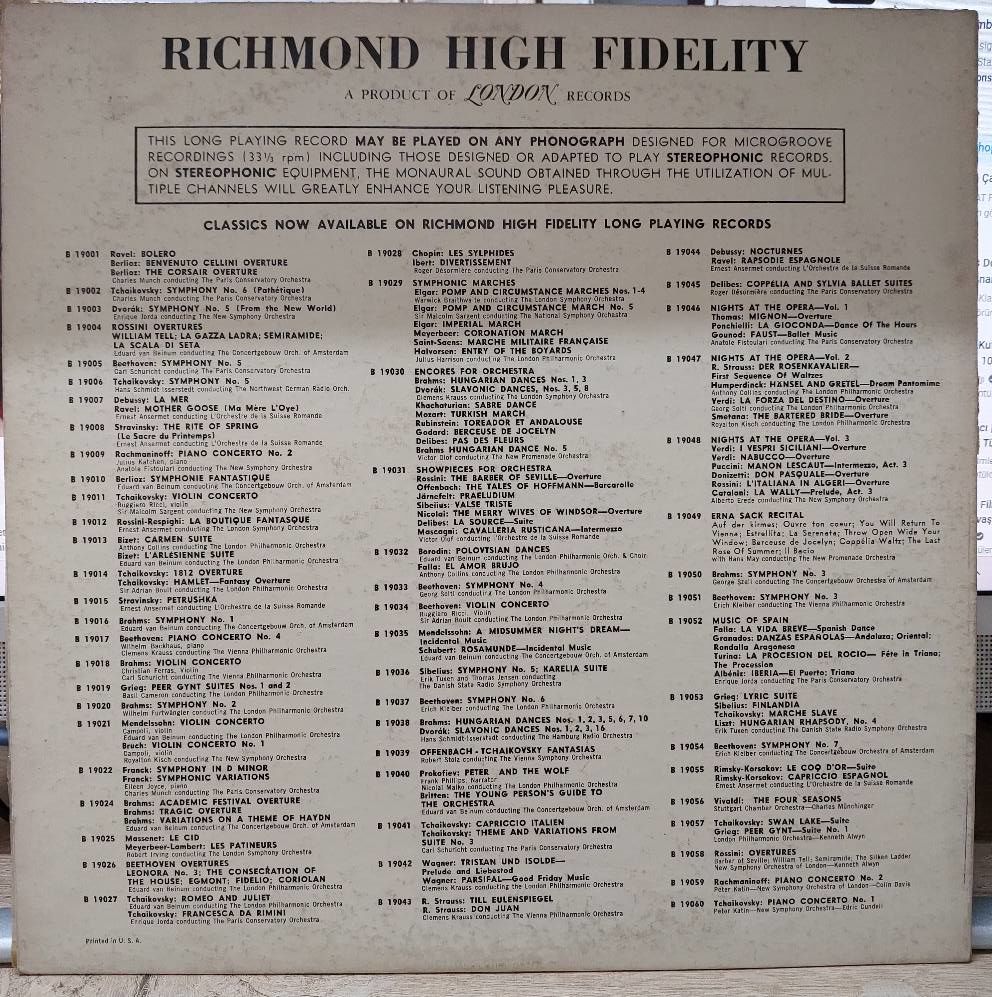 RICHMOND HIGH FIDELITY
A PRODUCT OF LONDON RECORDS
THIS LONG PLAYING RECORD MAY BE PLAYED ON ANY PHONOGRAPH DESIGNED FOR MICROGROOVE
RECORDINGS (33⅓ rpm) INCLUDING THOSE DESIGNED OR ADAPTED TO PLAY STEREOPHONIC RECORDS.
ON STEREOPHONIC EQUIPMENT, THE MONAURAL SOUND OBTAINED THROUGH THE UTILIZATION OF MUL-
TIPLE CHANNELS WILL GREATLY ENHANCE YOUR LISTENING PLEASURE.
CLASSICS NOW AVAILABLE ON RICHMOND HIGH FIDELITY LONG PLAYING RECORDS
B 19001 Ravel: BOLERO
Berlioz: BENVENUTO CELLINI OVERTURE
Berlioz: THE CORSAIR OVERTURE
Charles Munch conducting The Paris Conservatory Orchestra
B 19002 Tchaikovsky: SYMPHONY No. 6 (Pathétique)
Charles Munch conducting The Paris Conservatory Orchestra
B 19003 Dvorák: SYMPHONY No. 5 (From the New World)
Enrique Jorda conducting The New Symphony Orchestra
B 19004 ROSSINI OVERTURES
WILLIAM TELL; LA GAZZA LADRA; SEMIRAMIDE;
LA SCALA DI SETA
Eduard van Beinum conducting The Concertgebouw Orch. of Amsterdam
B 19005 Beethoven: SYMPHONY No. 5
Carl Schuricht conducting The Paris Conservatory Orchestra
B 19006 Tchaikovsky: SYMPHONY No. 5
Hans Schmidt Isserstedt conducting The Northwest German Radio Orch.
B 19007 Debussy: LA MER
Ravel: MOTHER GOOSE (Ma Mère L'Oye)
Ernest Ansermet conducting L'Orchestre de la Suisse Romande
B 19008 Stravinsky: THE RITE OF SPRING
(Le Sacre du Printemps)
Ernest Ansermet conducting L'Orchestre de la Suisse Romande
B 19009 Rachmaninoff: PIANO CONCERTO No. 2
Julius Katchen, piano
Anatole Fistoulari conducting The New Symphony Orchestra
B 19010 Berlioz: SYMPHONIE FANTASTIQUE
Eduard van Beinum conducting The Concertgebouw Orch. of Amsterdam
B 19011 Tchaikovsky: VIOLIN CONCERTO
Ruggiero Ricci, violin
Sir Malcolm Sargent conducting The New Symphony Orchestra
B 19012 Rossini-Respighi: LA BOUTIQUE FANTASQUE
Ernest Ansermet conducting The London Symphony Orchestra
B 19013 Bizet: CARMEN SUITE
Anthony Collins conducting The London Philharmonic Orchestra
Bizet: L'ARLESIENNE SUITE
Eduard van Beinum conducting The London Philharmonic Orchestra
B 19014 Tchaikovsky: 1812 OVERTURE
Tchaikovsky: HAMLET—Fantasy Overture
Sir Adrian Boult conducting The London Philharmonic Orchestra
B 19015 Stravinsky: PETRUSHKA
Ernest Ansermet conducting L'Orchestre de la Suisse Romande
B 19016 Brahms: SYMPHONY No. 1
Eduard van Beinum conducting The Concertgebouw Orch. of Amsterdam
B 19017 Beethoven: PIANO CONCERTO No. 4
Wilhelm Backhaus, piano
Clemens Krauss conducting The Vienna Philharmonic Orchestra
B 19018 Brahms: VIOLIN CONCERTO
Christian Ferras, violin
Carl Schuricht conducting The Vienna Philharmonic Orchestra
B 19019 Grieg: PEER GYNT SUITES Nos. 1 and 2
Basil Cameron conducting The London Philharmonic Orchestra
B 19020 Brahms: SYMPHONY No. 2
Wilhelm Furtwängler conducting The London Philharmonic Orchestra
B 19021 Mendelssohn: VIOLIN CONCERTO
Campoli, violin
Eduard van Beinum conducting The London Philharmonic Orchestra
Bruch: VIOLIN CONCERTO No. 1
Campoli, violin
Royalton Kisch conducting The New Symphony Orchestra
B 19022 Franck: SYMPHONY IN D MINOR
Franck: SYMPHONIC VARIATIONS
Eileen Joyce, piano
Charles Munch conducting The Paris Conservatory Orchestra
B 19024 Brahms: ACADEMIC FESTIVAL OVERTURE
Brahms: TRAGIC OVERTURE
Brahms: VARIATIONS ON A THEME OF HAYDN
Eduard van Beinum conducting The Concertgebouw Orch. of Amsterdam
B 19025 Massenet: LE CID
Meyerbeer-Lambert: LES PATINEURS
Robert Irving conducting The London Symphony Orchestra
B 19026 BEETHOVEN OVERTURES
LEONORA No. 3; THE CONSECRATION OF
THE HOUSE; EGMONT; FIDELIO; CORIOLAN
Eduard van Beinum conducting The London Philharmonic Orchestra
B 19027 Tchaikovsky: ROMEO AND JULIET
Eduard van Beinum conducting The London Philharmonic Orchestra
Tchaikovsky: FRANCESCA DA RIMINI
Enrique Jorda conducting The Paris Conservatory Orchestra
Printed in U. S. A.
B 19028 Chopin: LES SYLPHIDES
Ibert: DIVERTISSEMENT
Roger Désormière conducting The Paris Conservatory Orchestra
B 19029 SYMPHONIC MARCHES
Elgar: POMP AND CIRCUMSTANCE MARCHES Nos. 1-4
Warwick Braithwaite conducting The London Symphony Orchestra
Elgar: POMP AND CIRCUMSTANCE MARCH No. 5
Sir Malcolm Sargent conducting The National Symphony Orchestra
Elgar: IMPERIAL MARCH
Meyerbeer: CORONATION MARCH
Saint-Saens: MARCHE MILITAIRE FRANÇAISE
Halvorsen: ENTRY OF THE BOYARDS
Julius Harrison conducting The London Philharmonic Orchestra
B 19030 ENCORES FOR ORCHESTRA
Brahms: HUNGARIAN DANCES Nos. 1, 3
Dvorák: SLAVONIC DANCES, Nos. 3, 5, 8
Clemens Krauss conducting The London Philharmonic Orchestra
Khachaturian: SABRE DANCE
Mozart: TURKISH MARCH
Rubinstein: TOREADOR ET ANDALOUSE
Godard: BERCEUSE DE JOCELYN
Delibes: PAS DES FLEURS
Brahms HUNGARIAN DANCE No. 5
Victor Olof conducting The New Promenade Orchestra
B 19031 SHOWPIECES FOR ORCHESTRA
Rossini: THE BARBER OF SEVILLE—Overture
Offenbach: THE TALES OF HOFFMANN—Barcarolle
Järnefelt: PRAELUDIUM
Sibelius: VALSE TRISTE
Nicolai: THE MERRY WIVES OF WINDSOR—Overture
Delibes: LA SOURCE—Suite
Mascagni: CAVALLERIA RUSTICANA—Intermezzo
Victor Olof conducting L'Orchestre de la Suisse Romande
B 19032 Borodin: POLOVTSIAN DANCES
Eduard van Beinum conducting The London Philharmonic Orch. & Choir
Falla: EL AMOR BRUJO
Anthony Collins conducting The London Philharmonic Orchestra
B 19033 Beethoven: SYMPHONY No. 4
Georg Solti conducting The London Philharmonic Orchestra
B 19034 Beethoven: VIOLIN CONCERTO
Ruggiero Ricci, Violin
Sir Adrian Boult conducting The London Philharmonic Orchestra
B 19035 Mendelssohn: A MIDSUMMER NIGHT'S DREAM—
Incidental Music
Schubert: ROSAMUNDE—Incidental Music
Eduard van Beinum conducting The Concertgebouw Orch. of Amsterdam
B 19036 Sibelius: SYMPHONY No. 5; KARELIA SUITE
Erik Tuxen and Thomas Jensen conducting
The Danish State Radio Symphony Orchestra
B 19037 Beethoven: SYMPHONY No. 6
Erich Kleiber conducting The London Philharmonic Orchestra
B 19038 Brahms: HUNGARIAN DANCES Nos. 1, 2, 3, 5, 6, 7, 10
Dvorák: SLAVONIC DANCES Nos. 1, 2, 3, 16
Hans Schmidt-Isserstedt conducting The Hamburg Radio Orchestra
B 19039 OFFENBACH - TCHAIKOVSKY FANTASIAS
Robert Stolz conducting The Vienna Symphony Orchestra
B 19040 Prokofiev: PETER AND THE WOLF
Frank Phillips, Narrator
Nicolai Malko conducting The London Philharmonic Orchestra
Britten: THE YOUNG PERSON'S GUIDE TO
THE ORCHESTRA
Eduard van Beinum conducting The Concertgebouw Orch. of Amsterdam
B 19041 Tchaikovsky: CAPRICCIO ITALIEN
Tchaikovsky: THEME AND VARIATIONS FROM
SUITE No. 3
Carl Schuricht conducting The Paris Conservatory Orchestra
B 19042 Wagner: TRISTAN UND ISOLDE—
Prelude and Liebestod
Wagner: PARSIFAL—Good Friday Music
Clemens Krauss conducting the London Philharmonic Orchestra
B 19043 R. Strauss: TILL EULENSPIEGEL
R. Strauss: DON JUAN
Clemens Krauss conducting The Vienna Philharmonic Orchestra
B 19044 Debussy: NOCTURNES
Ravel: RAPSODIE ESPAGNOLE
Ernest Ansermet conducting L'Orchestre de la Suisse Romande
B 19045 Delibes: COPPÉLIA AND SYLVIA BALLET SUITES
Roger Désormière conducting The Paris Conservatory Orchestra
B 19046 NIGHTS AT THE OPERA—Vol. 1
Thomas: MIGNON—Overture
Ponchielli: LA GIOCONDA—Dance Of The Hours
Gounod: FAUST—Ballet Music
Anatole Fistoulari conducting The Paris Conservatory Orchestra
B 19047 NIGHTS AT THE OPERA—Vol. 2
R. Strauss: DER ROSENKAVALIER—
First Sequence Of Waltzes
Humperdinck: HÄNSEL AND GRETEL—Dream Pantomime
Anthony Collins conducting The London Philharmonic Orchestra
Verdi: LA FORZA DEL DESTINO—Overture
Georg Solti conducting The London Philharmonic Orchestra
Smetana: THE BARTERED BRIDE—Overture
Royalton Kisch conducting The London Philharmonic Orchestra
B 19048 NIGHTS AT THE OPERA—Vol. 3
Verdi: I VESPRI SICILIANI—Overture
Verdi: NABUCCO—Overture
Puccini: MANON LESCAUT—Intermezzo, Act. 3
Donizetti: DON PASQUALE—Overture
Rossini: L'ITALIANA IN ALGERI—Overture
Catalani: LA WALLY—Prelude, Act. 3
Alberto Erede conducting The New Symphony Orchestra
B 19049 ERNA SACK RECITAL
Auf der kirmes; Ouvre ton coeur; You Will Return To
Vienna; Estrellita; La Serenata; Throw Open Wide Your
Window; Berceuse de Jocelyn; Coppélia Waltz; The Last
Rose Of Summer; Il Bacio
with Hans May conducting The New Promenade Orchestra
B 19050 Brahms: SYMPHONY No. 3
George Szell conducting The Concertgebouw Orchestra of Amsterdam
B 19051 Beethoven: SYMPHONY No. 3
Erich Kleiber conducting The Vienna Philharmonic Orchestra
B 19052 MUSIC OF SPAIN
Falla: LA VIDA BREVE—Spanish Dance
Granados: DANZAS ESPAÑOLAS—Andaluza; Oriental;
Rondalla Aragonesa
Turina: LA PROCESION DEL ROCIO— Fête in Triana;
The Procession
Albéniz: IBERIA—El Puerto; Triana
Enrique Jorda conducting The Paris Conservatory Orchestra
B 19053 Grieg: LYRIC SUITE
Sibelius: FINLANDIA
Tchaikovsky: MARCHE SLAVE
Liszt: HUNGARIAN RHAPSODY, No. 4
Erik Tuxen conducting The Danish State Radio Symphony Orchestra
B 19054 Beethoven: SYMPHONY No. 7
Erich Kleiber conducting The Concertgebouw Orchestra of Amsterdam
B 19055 Rimsky-Korsakov: LE COQ D'OR—Suite
Rimsky-Korsakov: CAPRICCIO ESPAGNOL
Ernest Ansermet conducting L'Orchestre de la Suisse Romande
B 19056 Vivaldi: THE FOUR SEASONS
Stuttgart Chamber Orchestra—Charles Münchinger
B 19057 Tchaikovsky: SWAN LAKE—Suite
Grieg: PEER GYNT—Suite No. 1
London Philharmonic Orchestra—Kenneth Alwyn
B 19058 Rossini: OVERTURES
Barber of Seville; William Tell; Semiramide; The Silken Ladder
New Symphony Orchestra of London—Kenneth Alwyn
B 19059 Rachmaninoff: PIANO CONCERTO No. 2
Peter Katin—New Symphony Orchestra of London—Colin Davis
B 19060 Tchaikovsky: PIANO CONCERTO No. 1
Peter Katin—New Symphony Orchestra—Edric Cundell